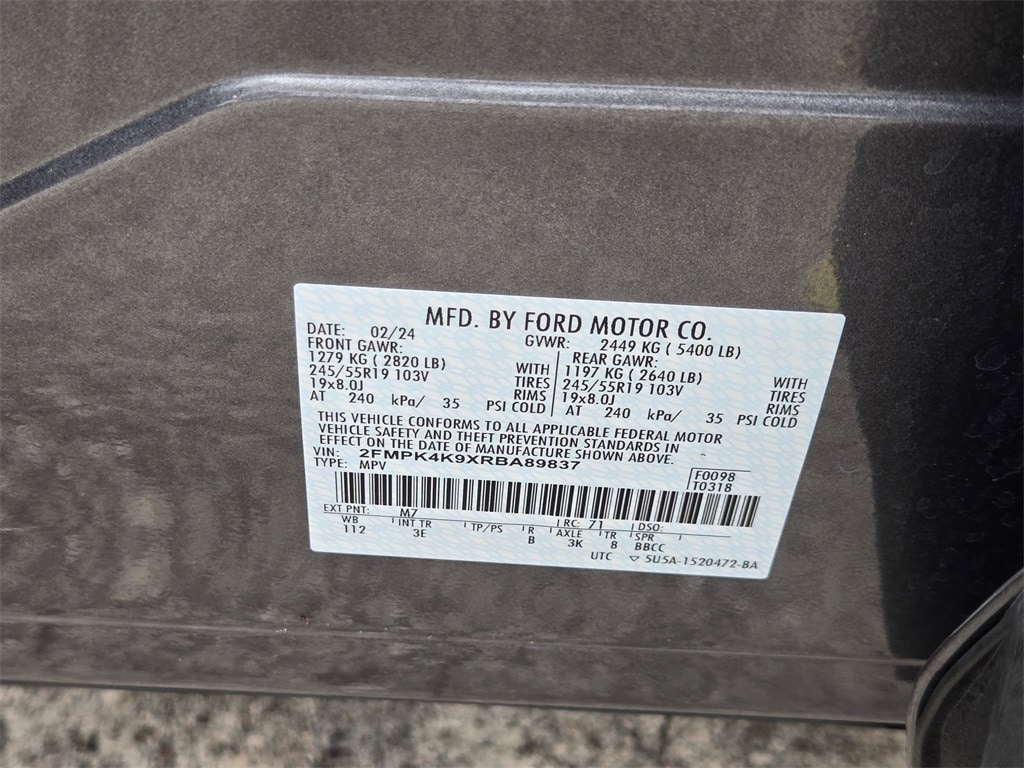 MFD. BY FORD MOTOR CO.
DATE: 02/24 GVWR: 2449 KG ( 5400 LB)
FRONT GAWR: REAR GAWR:
1279 KG ( 2820 LB) WITH 1197 KG ( 2640 LB) WITH
245/55R19 103V TIRES 245/55R19 103V TIRES
19x8.0J RIMS 19x8.0J RIMS
AT 240 kPa/ 35 PSI COLD AT 240 kPa/ 35 PSI COLD
THIS VEHICLE CONFORMS TO ALL APPLICABLE FEDERAL MOTOR
VEHICLE SAFETY AND THEFT PREVENTION STANDARDS IN
EFFECT ON THE DATE OF MANUFACTURE SHOWN ABOVE.
VIN: 2FMPK4K9XRBA89837
TYPE: MPV
F0098
T0318
EXT PNT: M7 RC: 71 DSO:
WB INT TR TP/PS R AXLE TR SPR
112 3E B 3K 8 BBCC
UTC ▽ 5U5A-1520472-BA